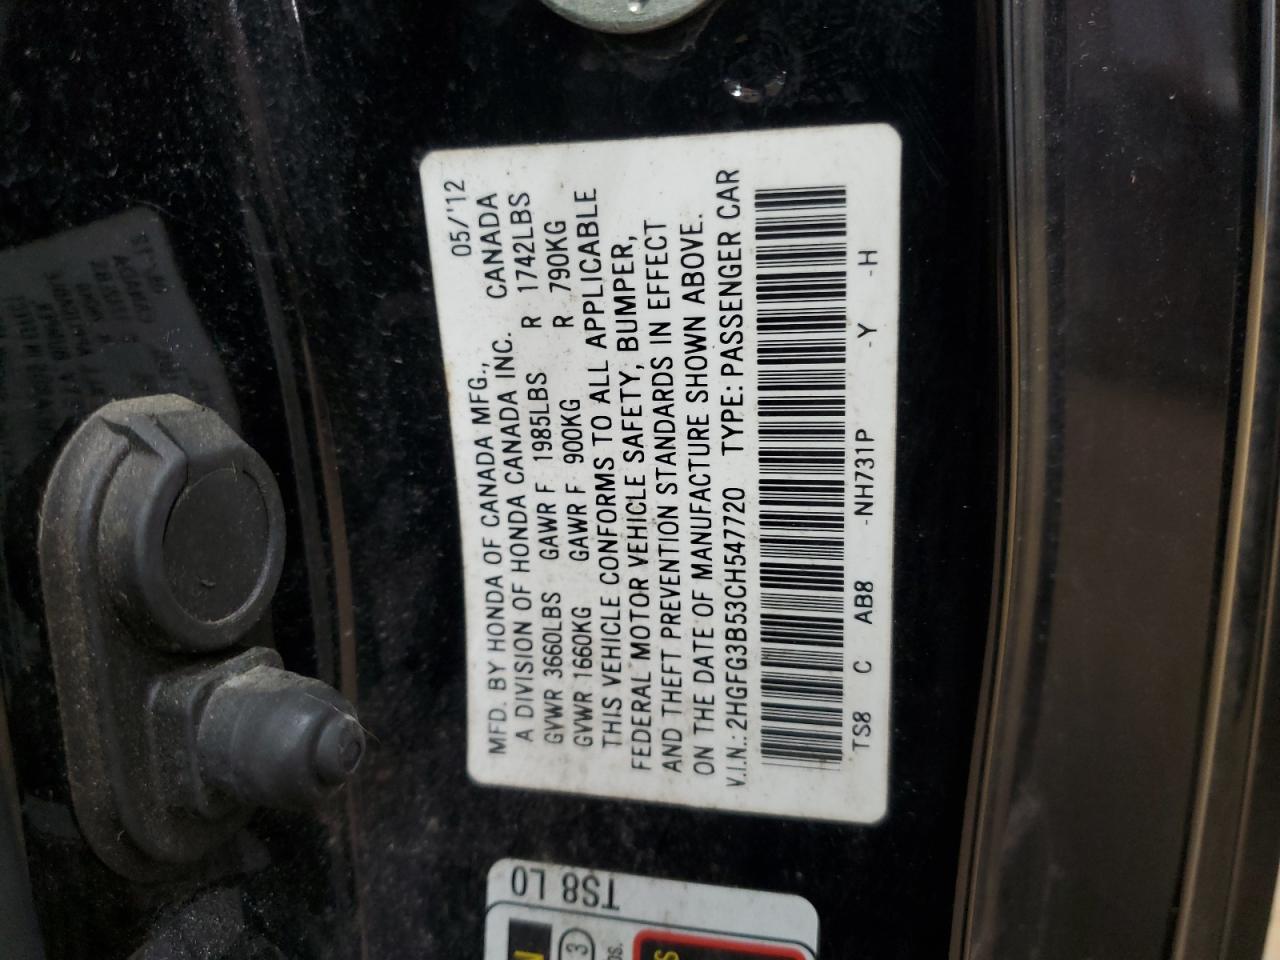 05/'12
MFD. BY HONDA OF CANADA MFG.,
A DIVISION OF HONDA CANADA INC. CANADA
GVWR 3660LBS GAWR F 1985LBS R 1742LBS
GVWR 1660KG GAWR F 900KG R 790KG
THIS VEHICLE CONFORMS TO ALL APPLICABLE
FEDERAL MOTOR VEHICLE SAFETY, BUMPER,
AND THEFT PREVENTION STANDARDS IN EFFECT
ON THE DATE OF MANUFACTURE SHOWN ABOVE.
V.I.N.: 2HGFG3B53CH547720 TYPE: PASSENGER CAR
TS8 C AB8 -NH731P -Y -H
TS8 L0
3